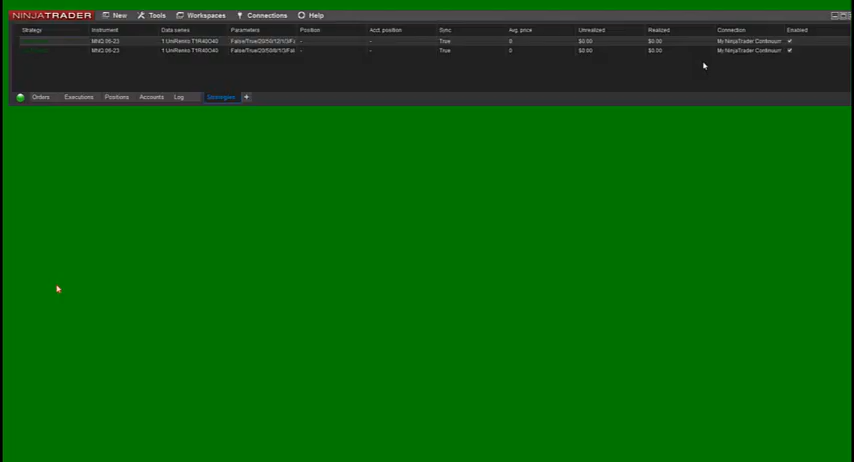 NINJATRADER New Tools Workspaces Connections Help
Strategy Instrument Data series Parameters Position Acct. position Sync Avg. price Unrealized Realized Connection Enabled
MNQ 06-23 1 UniRenko T1R40O40 - - True 0 $0.00 $0.00 My NinjaTrader Continuum
MNQ 06-23 1 UniRenko T1R40O40 - - True 0 $0.00 $0.00 My NinjaTrader Continuum
Orders Executions Positions Accounts Log Strategies +